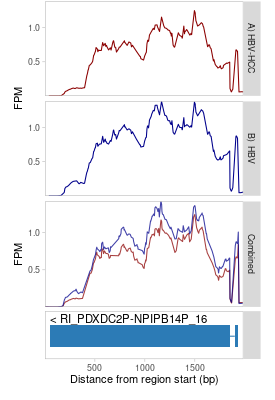 FPM
1.0
0.5
A) HBV-HCC
1.0
0.5
B) HBV
FPM
1.0
0.5
Combined
< RI_PDXDC2P-NPIPB14P_16
500 1000 1500
Distance from region start (bp)